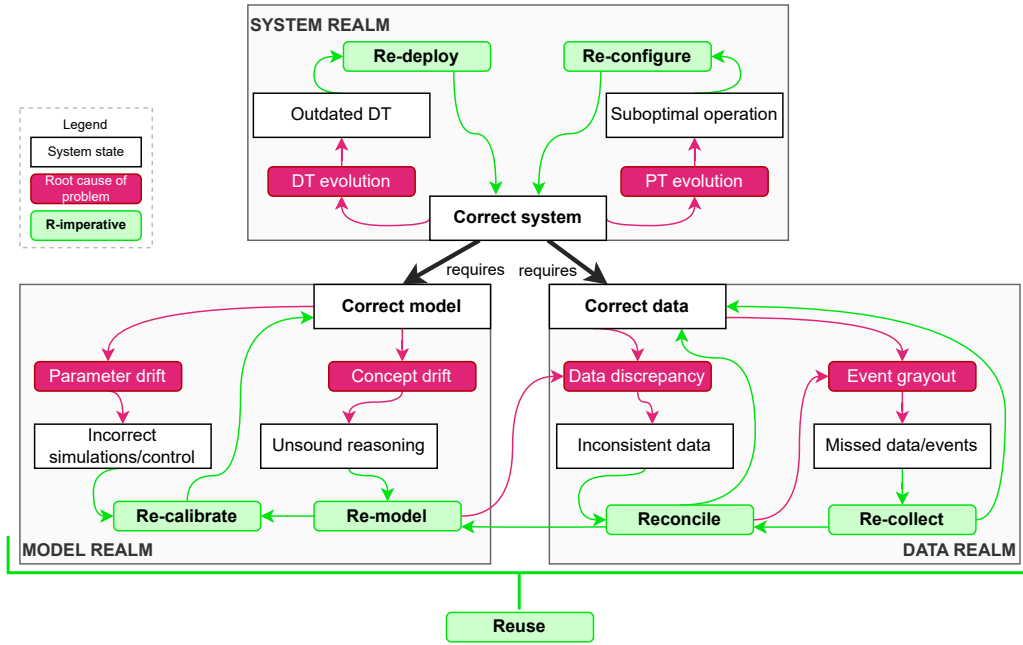 SYSTEM REALM
Re-deploy
Re-configure
Outdated DT
Suboptimal operation
DT evolution
PT evolution
Correct system
Legend
System state
Root cause of
problem
R-imperative
requires
requires
Correct model
Correct data
Parameter drift
Concept drift
Data discrepancy
Event grayout
Incorrect
simulations/control
Unsound reasoning
Inconsistent data
Missed data/events
Re-calibrate
Re-model
Reconcile
Re-collect
MODEL REALM
DATA REALM
Reuse